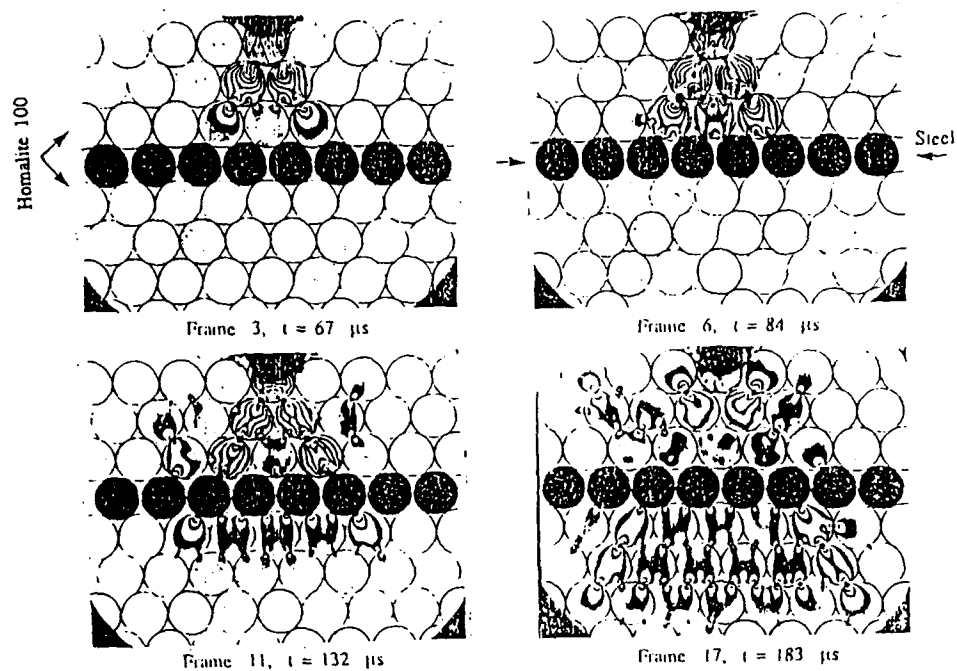 Homalite 100
Steel
Frame 3, t = 67 μs
Frame 6, t = 84 μs
Frame 11, t = 132 μs
Frame 17, t = 183 μs